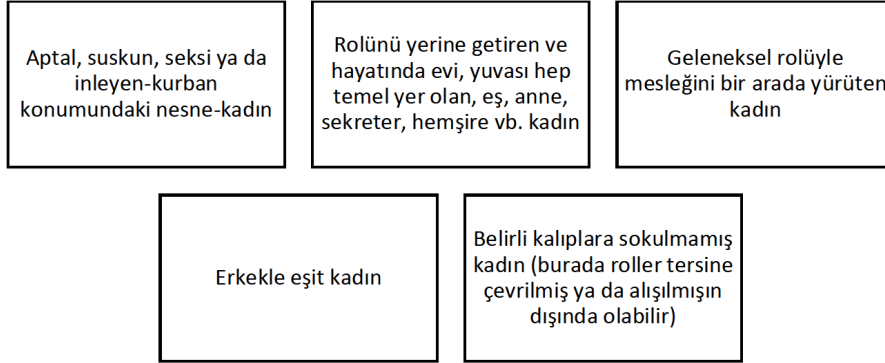 Aptal, suskun, seksi ya da
inleyen-kurban
konumundaki nesne-kadın
Rolünü yerine getiren ve
hayatında evi, yuvası hep
temel yer olan, eş, anne,
sekreter, hemşire vb. kadın
Geleneksel rolüyle
mesleğini bir arada yürüten
kadın
Erkekle eşit kadın
Belirli kalıplara sokulmamış
kadın (burada roller tersine
çevrilmiş ya da alışılmışın
dışında olabilir)